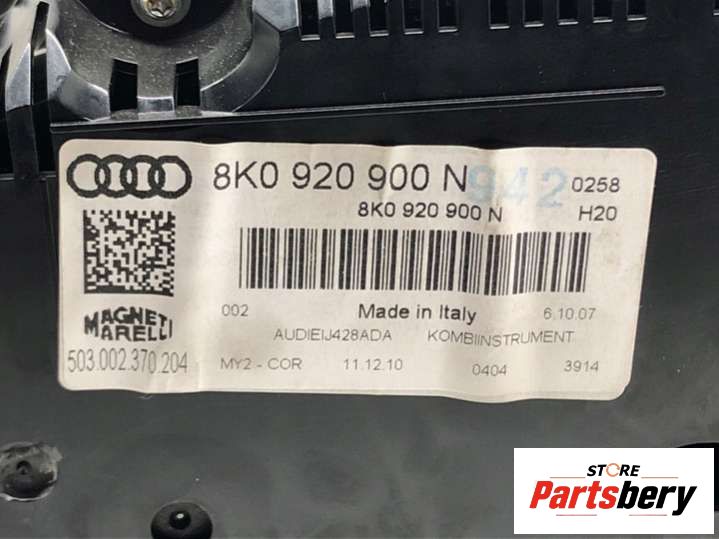 8K0 920 900 N 942 0258
8K0 920 900 N H20
002 Made in Italy 6.10.07
MAGNETI
MARELLI
AUDIEIJ428ADA KOMBIINSTRUMENT
503.002.370.204 MY2 - COR 11.12.10 0404 3914
STORE
Partsbery